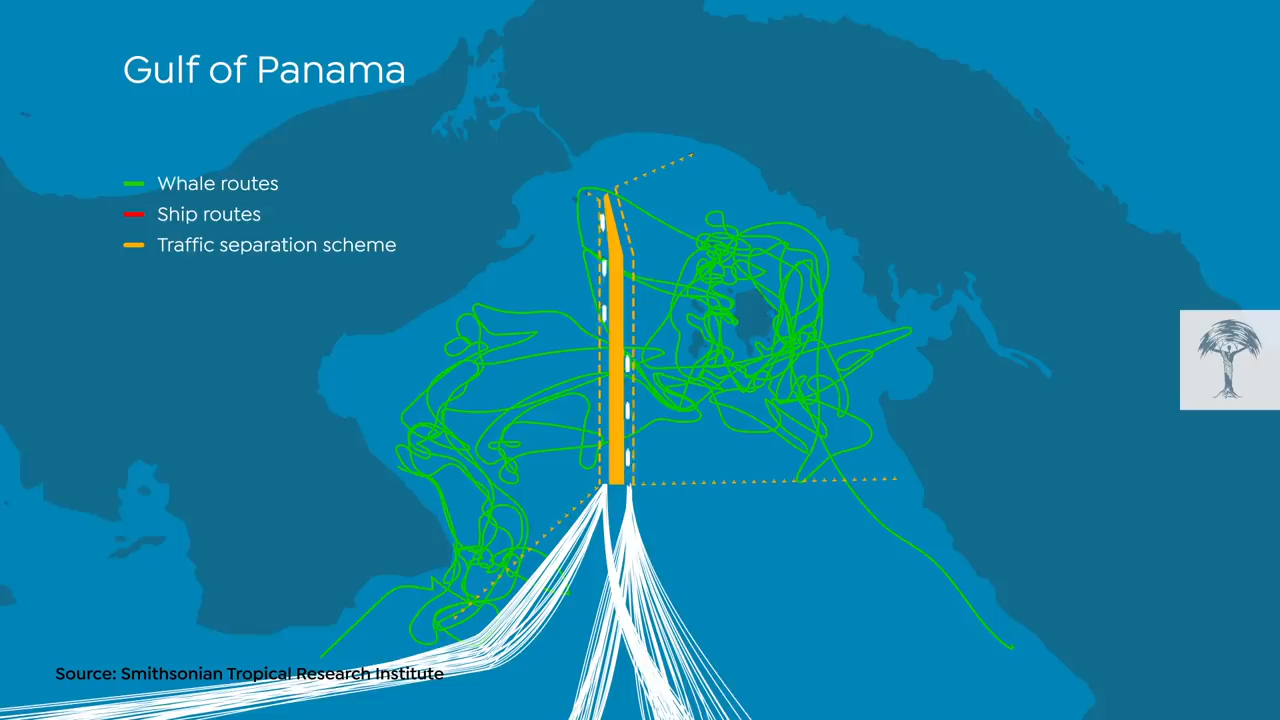 Gulf of Panama
Whale routes
Ship routes
Traffic separation scheme
Source: Smithsonian Tropical Research Institute